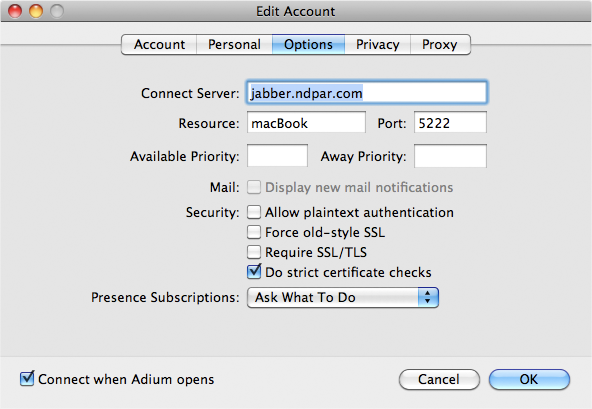 Edit Account
Account Personal Options Privacy Proxy
Connect Server: jabber.ndpar.com
Resource: macBook Port: 5222
Available Priority: Away Priority:
Mail: Display new mail notifications
Security: Allow plaintext authentication
Force old-style SSL
Require SSL/TLS
Do strict certificate checks
Presence Subscriptions: Ask What To Do
Connect when Adium opens Cancel OK